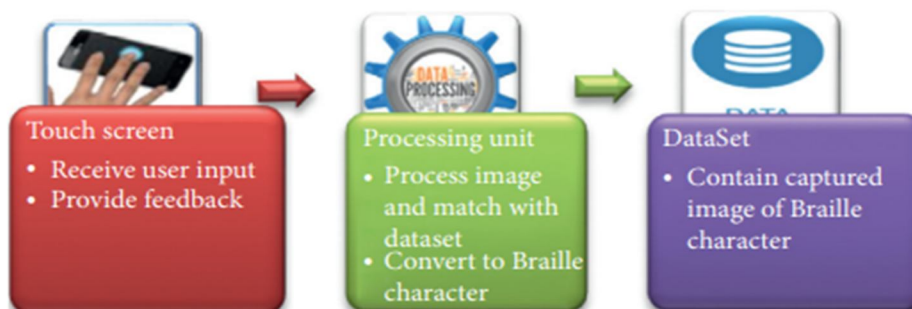 DATA
PROCESSING
DATA
Touch screen
• Receive user input
• Provide feedback
Processing unit
• Process image
and match with
dataset
• Convert to Braille
character
DataSet
• Contain captured
image of Braille
character